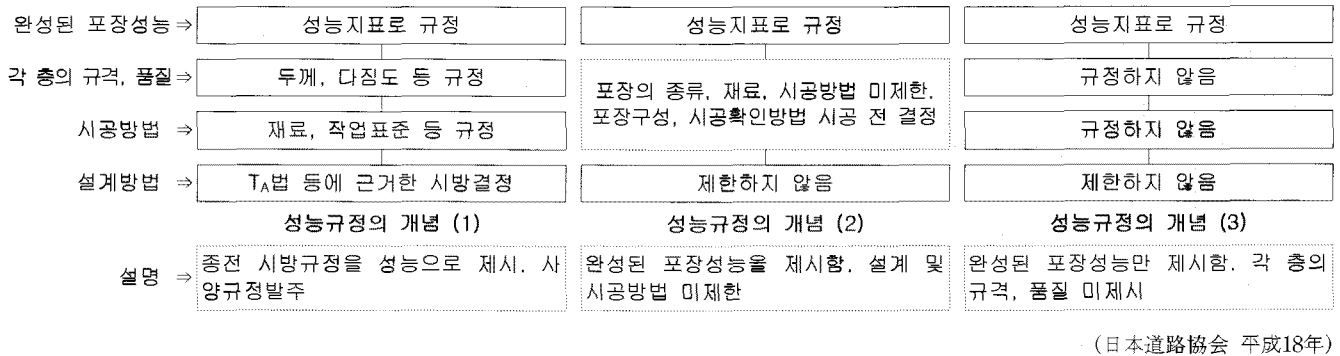 완성된 포장성능⇒ 성능지표로 규정 성능지표로 규정 성능지표로 규정
각 층의 규격, 품질⇒ 두께, 다짐도 등 규정 포장의 종류, 재료, 시공방법 미제한, 규정하지 않음
포장구성, 시공확인방법 시공 전 결정
시공방법 ⇒ 재료, 작업표준 등 규정 규정하지 않음
설계방법 ⇒ TA법 등에 근거한 시방결정 제한하지 않음 제한하지 않음
성능규정의 개념 (1) 성능규정의 개념 (2) 성능규정의 개념 (3)
설명 ⇒ 종전 시방규정을 성능으로 제시, 사 완성된 포장성능을 제시함, 설계 및 완성된 포장성능만 제시함, 각 층의
양규정발주 시공방법 미제한 규격, 품질 미제시
(日本道路協會 平成18年)